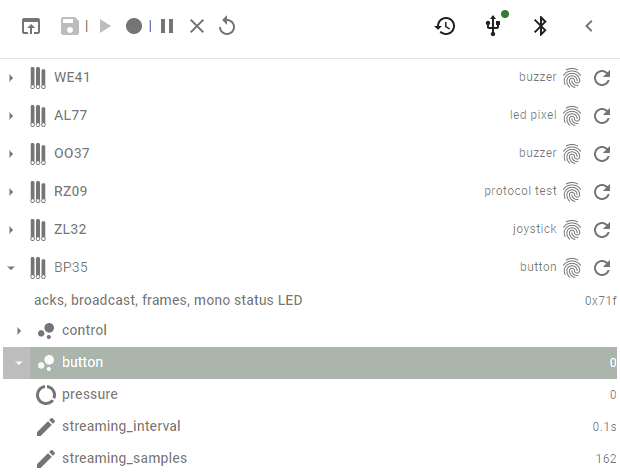 WE41 buzzer
AL77 led pixel
OO37 buzzer
RZ09 protocol test
ZL32 joystick
BP35 button
acks, broadcast, frames, mono status LED 0x71f
control
button 0
pressure 0
streaming_interval 0.1s
streaming_samples 162